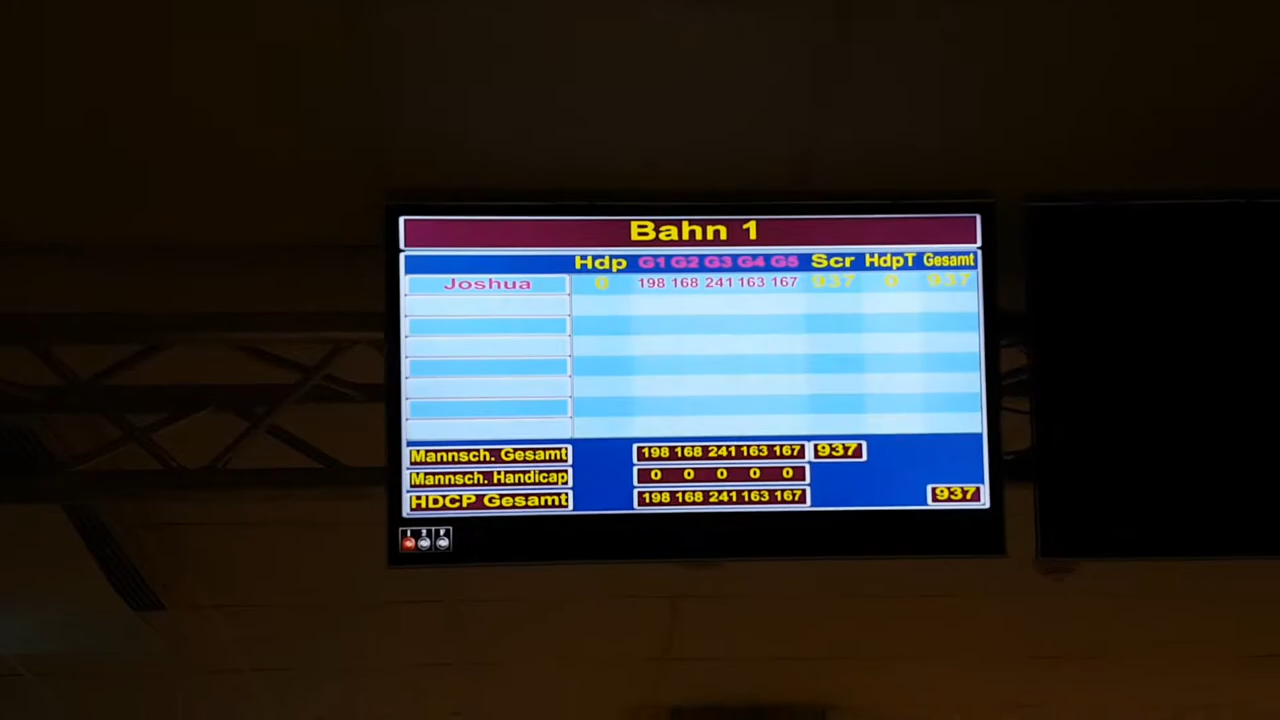 Bahn 1
Hdp G1 G2 G3 G4 G5 Scr HdpT Gesamt
Joshua 0 198 168 241 163 167 937 0 937
Mannsch. Gesamt 198 168 241 163 167 937
Mannsch. Handicap 0 0 0 0 0
HDCP Gesamt 198 168 241 163 167 937